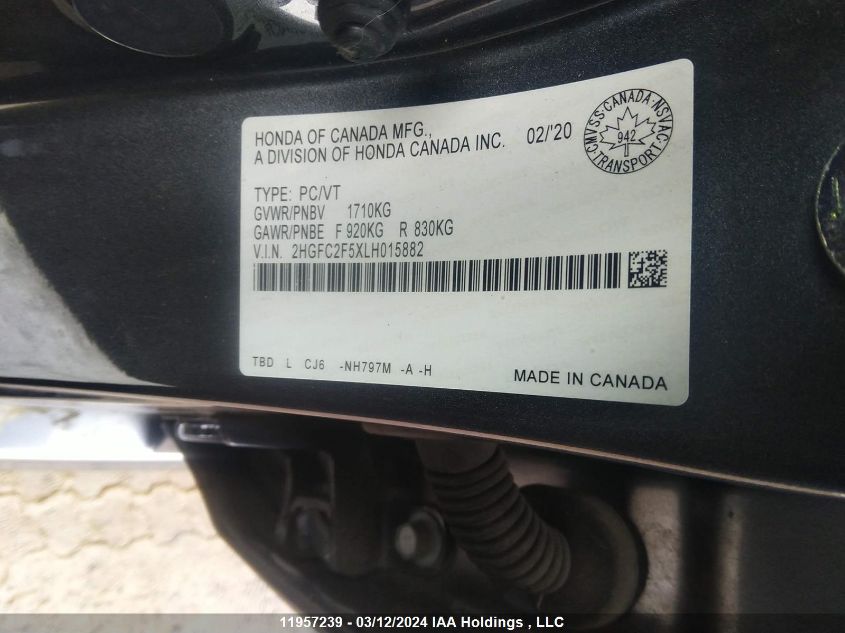 HONDA OF CANADA MFG.,
A DIVISION OF HONDA CANADA INC. 02/'20
CNVSS · CANADA · NSVAC · TRANSPORT ·
942
TYPE: PC/VT
GVWR/PNBV 1710KG
GAWR/PNBE F 920KG R 830KG
V.I.N. 2HGFC2F5XLH015882
TBD L CJ6 -NH797M -A -H
MADE IN CANADA
11957239 - 03/12/2024 IAA Holdings , LLC